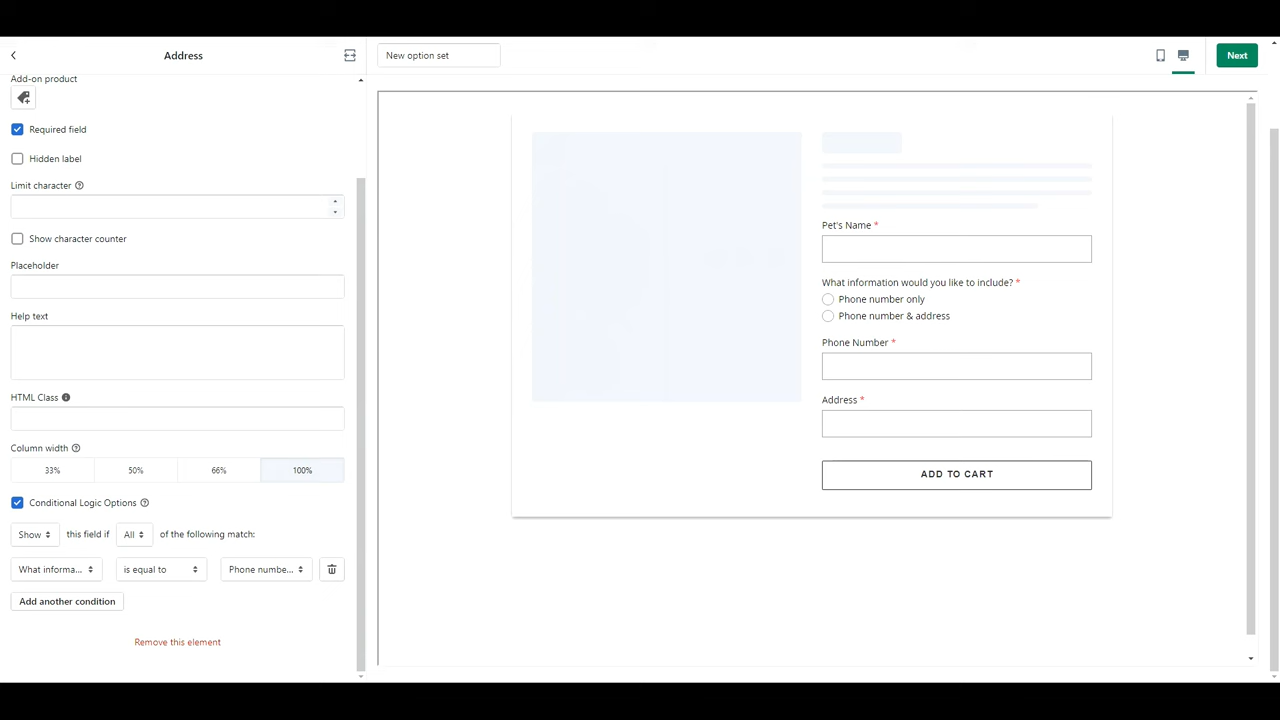 Address
New option set
Next
Add-on product
Required field
Hidden label
Limit character
Show character counter
Placeholder
Help text
HTML Class
Column width
33% 50% 66% 100%
Conditional Logic Options
Show this field if All of the following match:
What informa... is equal to Phone numbe...
Add another condition
Remove this element
Pet's Name *
What information would you like to include? *
Phone number only
Phone number & address
Phone Number *
Address *
ADD TO CART